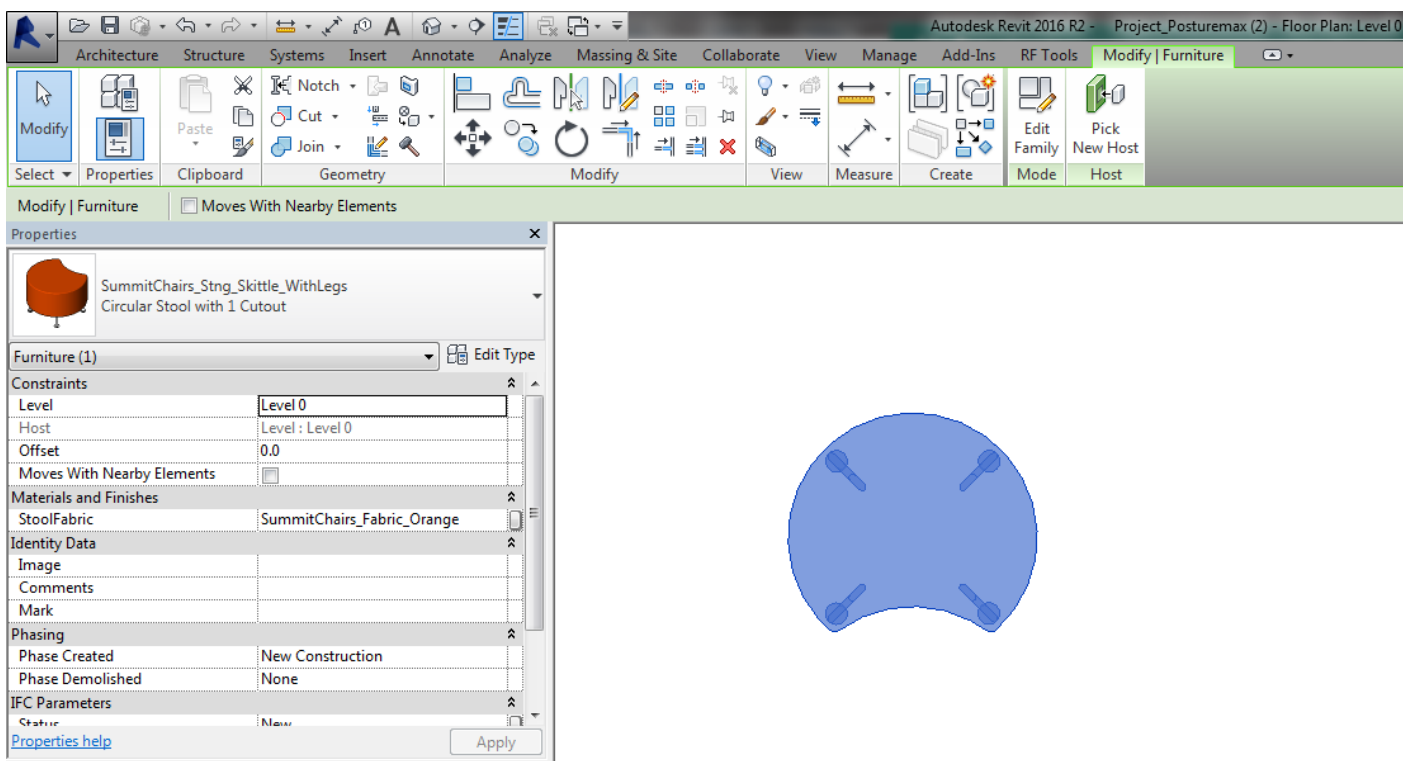 Autodesk Revit 2016 R2 - Project_Posturemax (2) - Floor Plan: Level 0
Architecture Structure Systems Insert Annotate Analyze Massing & Site Collaborate View Manage Add-Ins RF Tools Modify | Furniture
Modify
Paste
Notch
Cut
Join
Edit Family
Pick New Host
Select Properties Clipboard Geometry Modify View Measure Create Mode Host
Modify | Furniture Moves With Nearby Elements
Properties
SummitChairs_Stng_Skittle_WithLegs
Circular Stool with 1 Cutout
Furniture (1) Edit Type
Constraints
Level Level 0
Host Level : Level 0
Offset 0.0
Moves With Nearby Elements
Materials and Finishes
StoolFabric SummitChairs_Fabric_Orange
Identity Data
Image
Comments
Mark
Phasing
Phase Created New Construction
Phase Demolished None
IFC Parameters
Status New
Properties help Apply